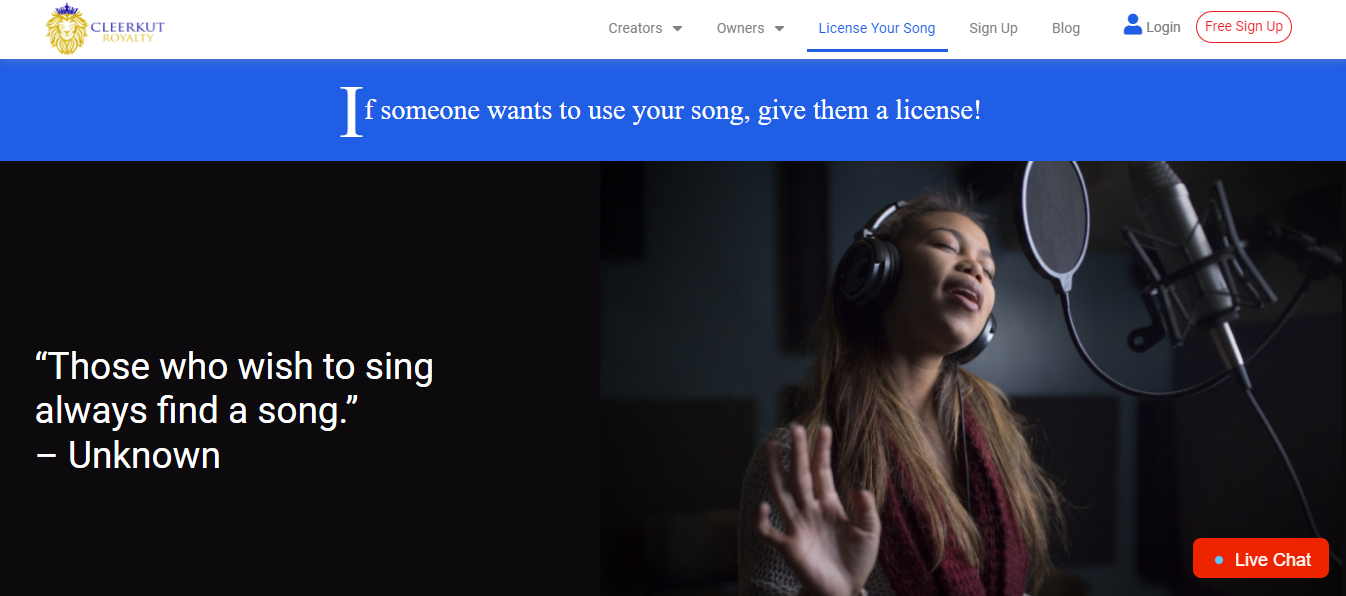 CLEERKUT
ROYALTY
Creators
Owners
License Your Song
Sign Up
Blog
Login
Free Sign Up
If someone wants to use your song, give them a license!
“Those who wish to sing
always find a song.”
– Unknown
Live Chat